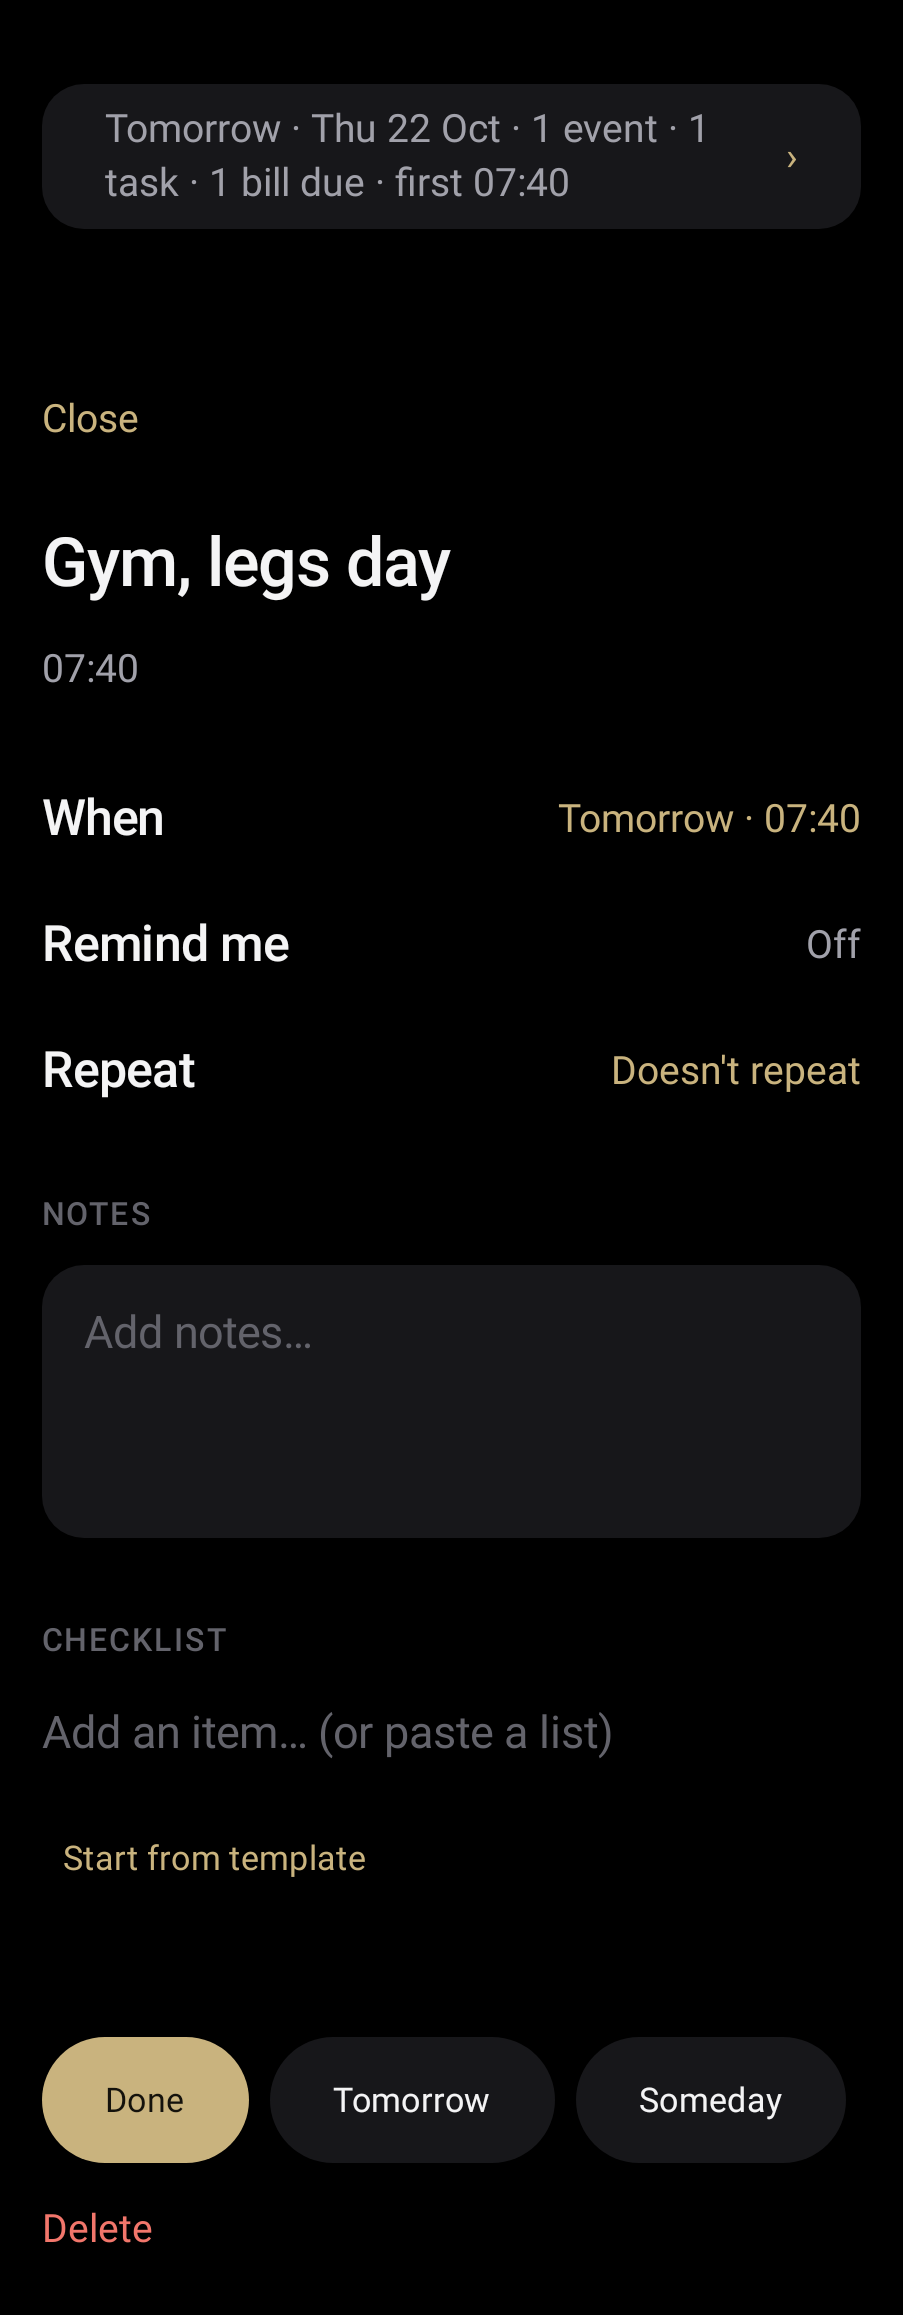 Tomorrow · Thu 22 Oct · 1 event · 1
task · 1 bill due · first 07:40
›
Close
Gym, legs day
07:40
When
Tomorrow · 07:40
Remind me
Off
Repeat
Doesn't repeat
NOTES
Add notes…
CHECKLIST
Add an item… (or paste a list)
Start from template
Done
Tomorrow
Someday
Delete